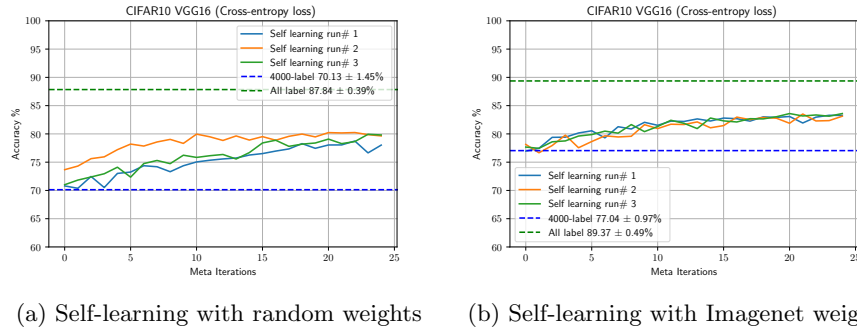 CIFAR10 VGG16 (Cross-entropy loss)
100
95
90
85
80
75
70
65
60
Accuracy %
0
5
10
15
20
25
Meta Iterations
Self learning run# 1
Self learning run# 2
Self learning run# 3
4000-label 70.13 ± 1.45%
All label 87.84 ± 0.39%
(a) Self-learning with random weights
CIFAR10 VGG16 (Cross-entropy loss)
100
95
90
85
80
75
70
65
60
Accuracy %
0
5
10
15
20
25
Meta Iterations
Self learning run# 1
Self learning run# 2
Self learning run# 3
4000-label 77.04 ± 0.97%
All label 89.37 ± 0.49%
(b) Self-learning with Imagenet weig